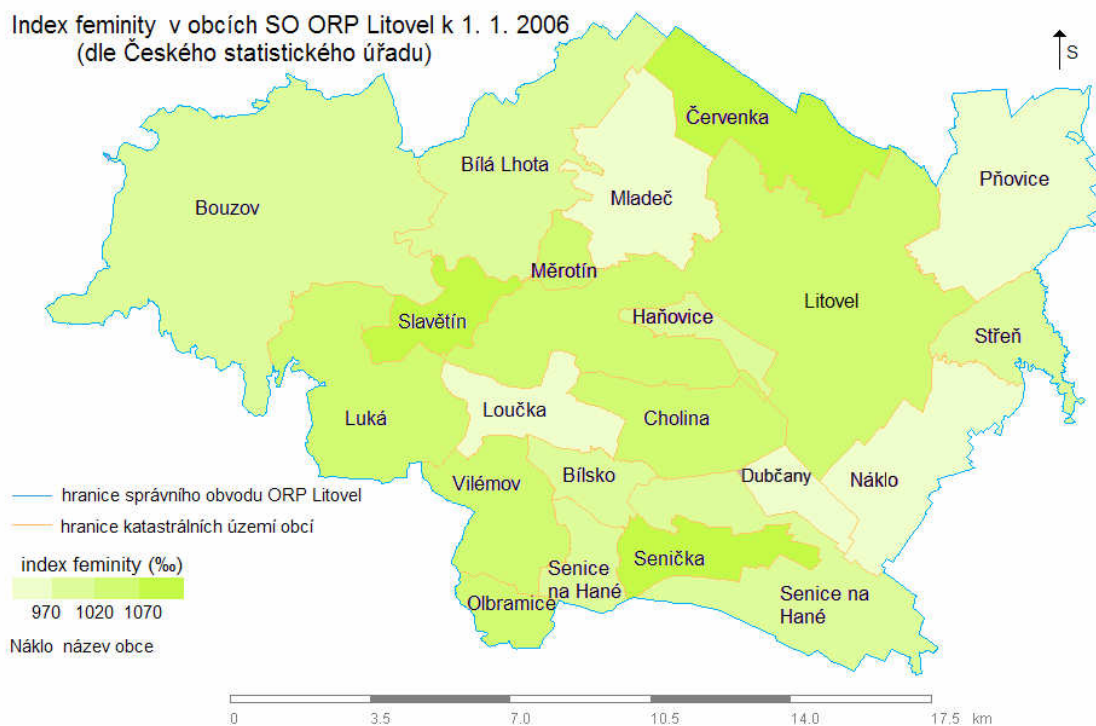 Index feminity v obcích SO ORP Litovel k 1. 1. 2006
(dle Českého statistického úřadu)
S
Červenka
Bílá Lhota
Pňovice
Mladeč
Bouzov
Měrotín
Litovel
Haňovice
Slavětín
Střeň
Luká
Loučka
Cholina
Vilémov
Bílsko
Dubčany
Náklo
hranice správního obvodu ORP Litovel
hranice katastrálních území obcí
Senička
index feminity (‰)
Senice
na Hané
Senice na
Hané
Olbramice
970 1020 1070
Náklo název obce
0 3.5 7.0 10.5 14.0 17.5 km